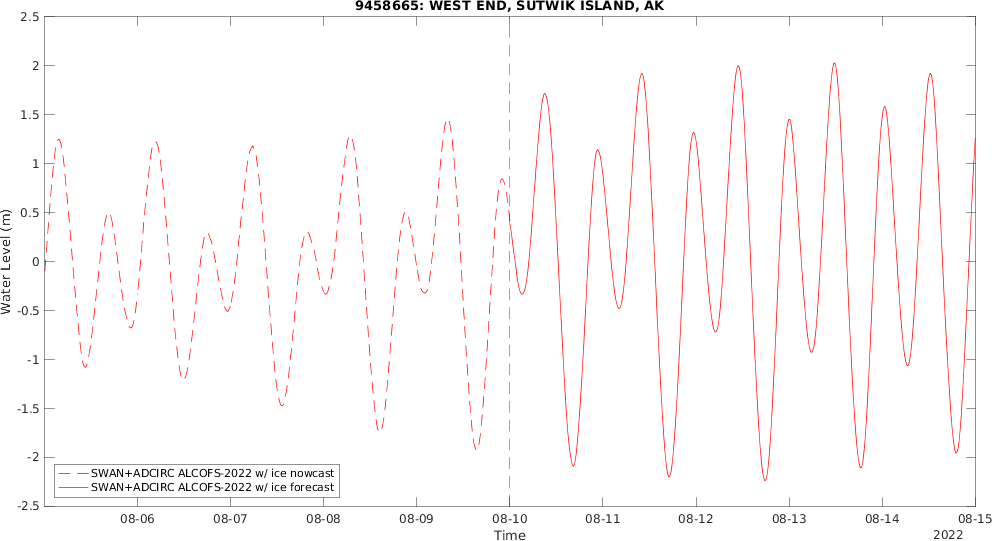 9458665: WEST END, SUTWIK ISLAND, AK
2.5
2
1.5
1
0.5
0
-0.5
-1
-1.5
-2
-2.5
Water Level (m)
SWAN+ADCIRC ALCOFS-2022 w/ ice nowcast
SWAN+ADCIRC ALCOFS-2022 w/ ice forecast
08-06 08-07 08-08 08-09 08-10 08-11 08-12 08-13 08-14 08-15
Time
2022